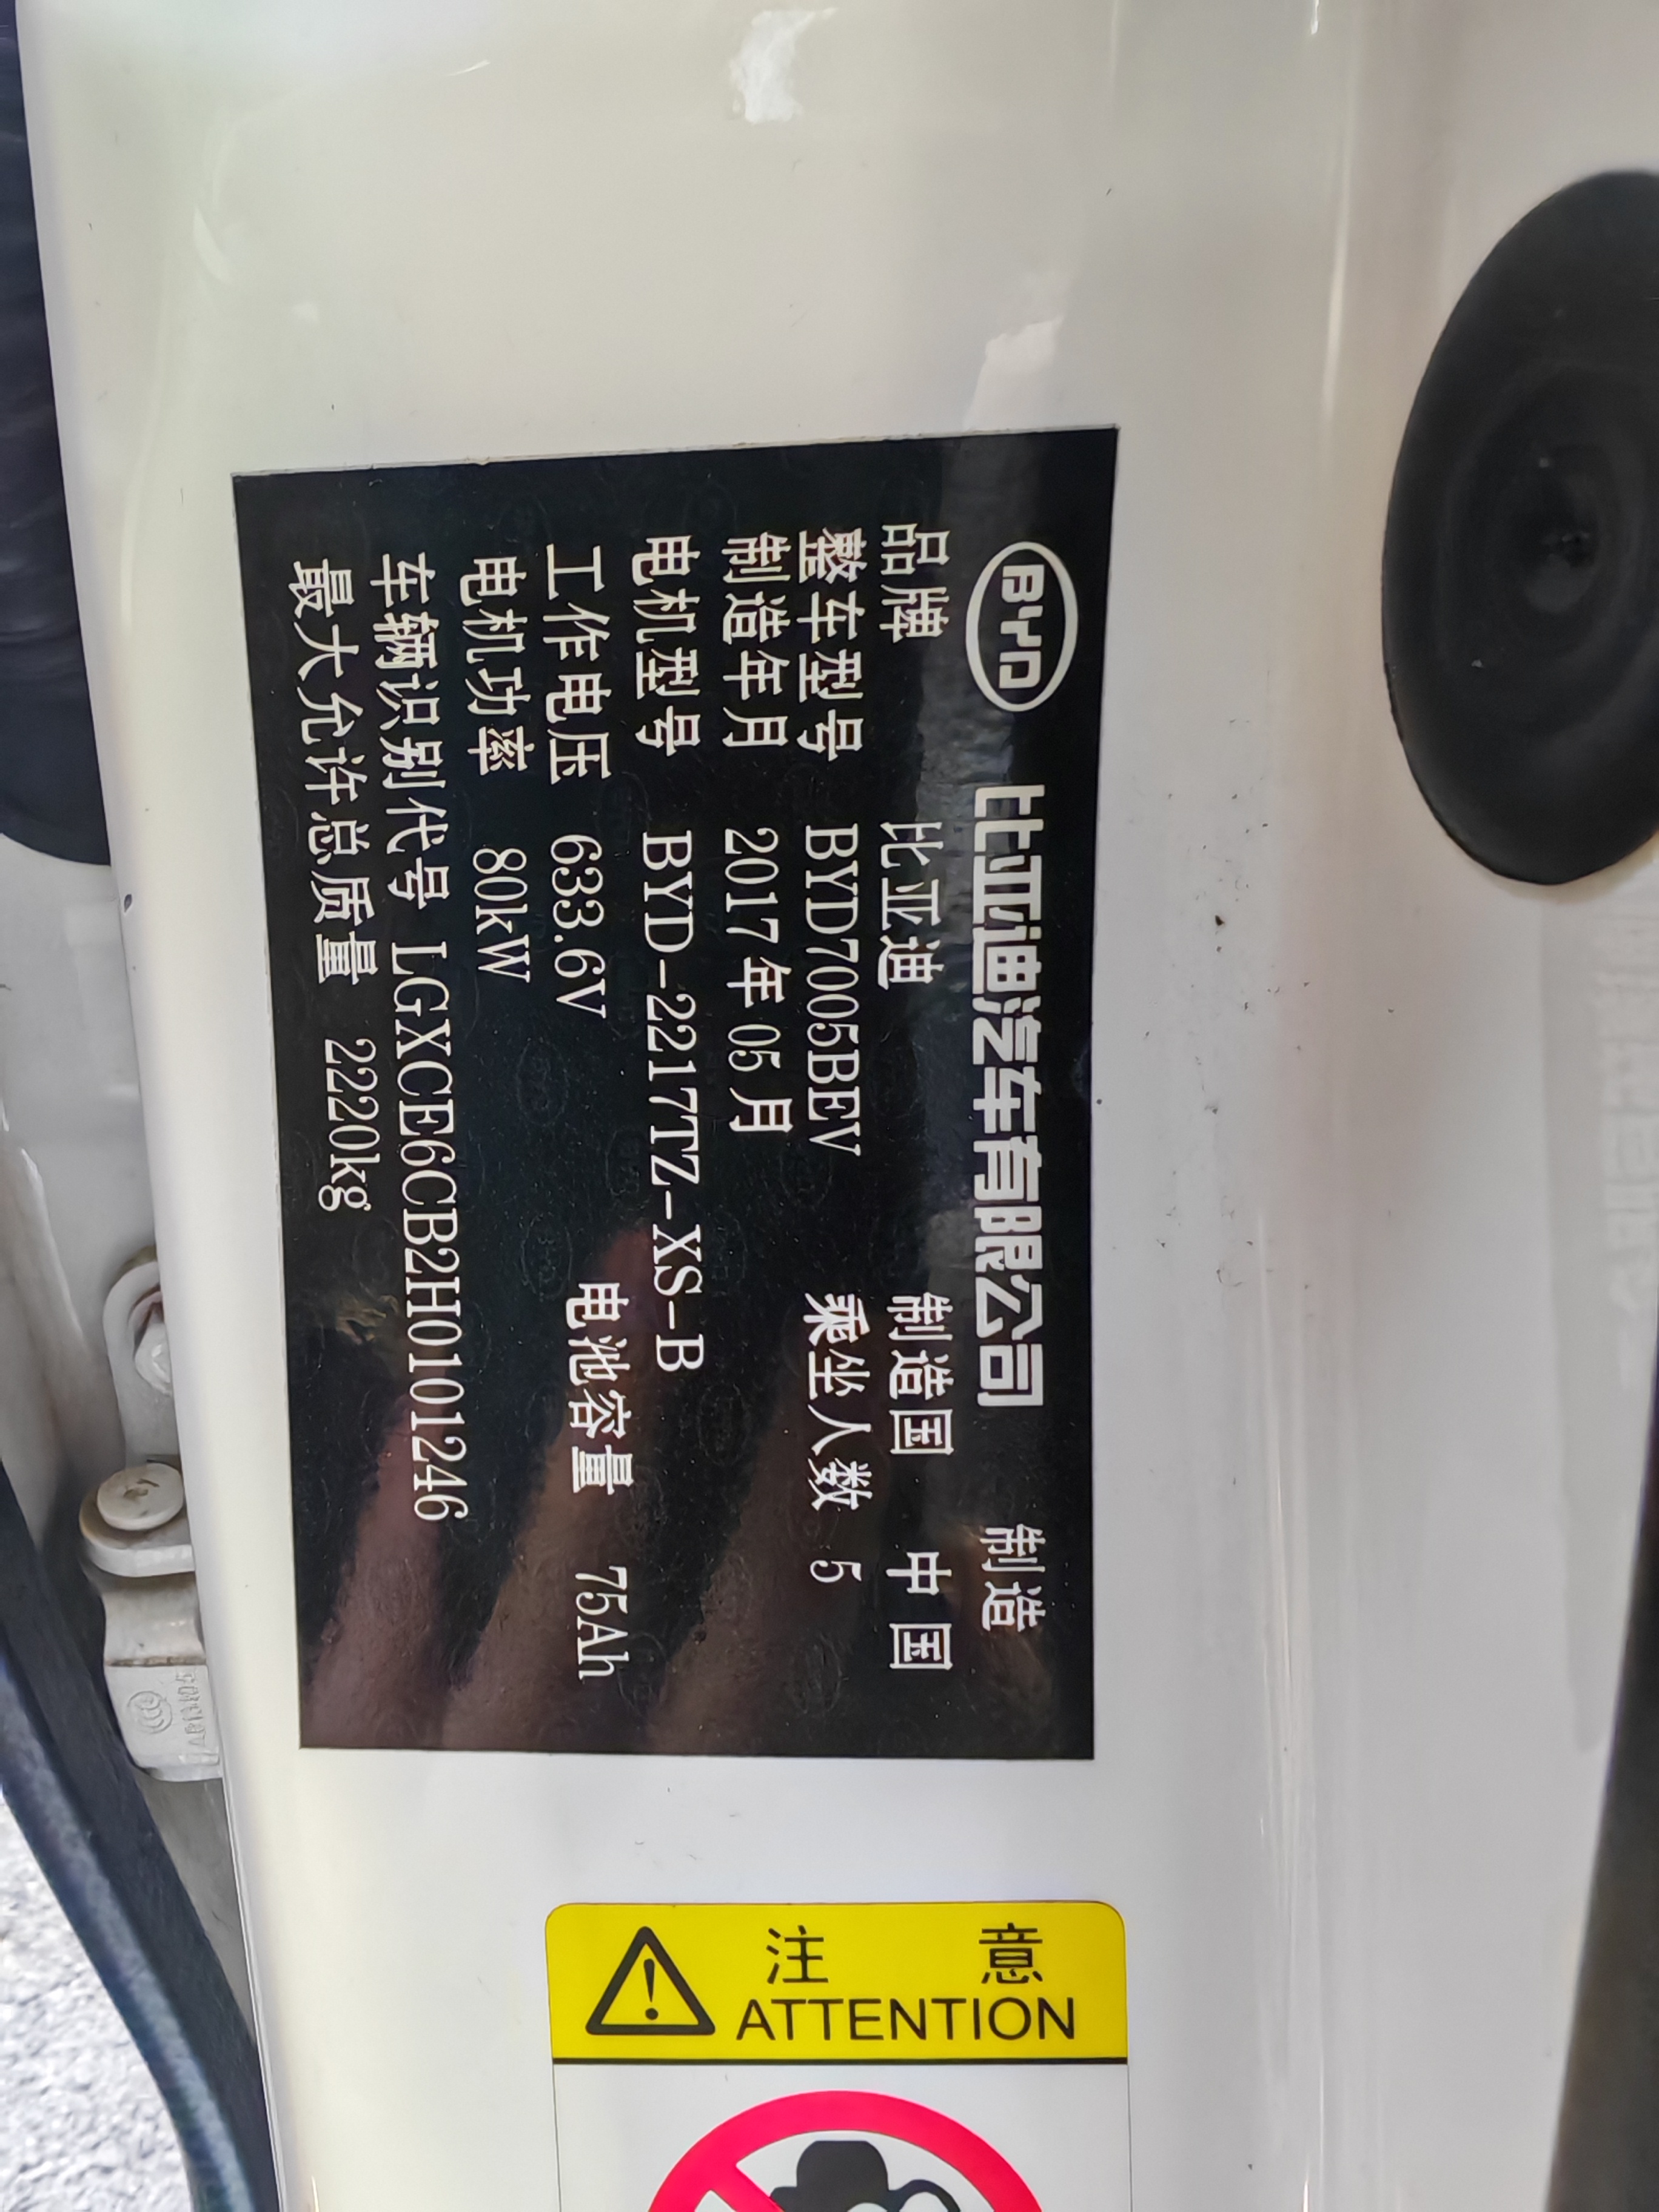 BYD 比亚迪汽车有限公司 制造
品牌 比亚迪 制造国 中国
整车型号 BYD7005BEV 乘坐人数 5
制造年月 2017年05月
电机型号 BYD-2217TZ-XS-B
工作电压 633.6V 电池容量 75Ah
电机功率 80kW
车辆识别代号 LGXCE6CB2H0101246
最大允许总质量 2220kg
注 意
ATTENTION